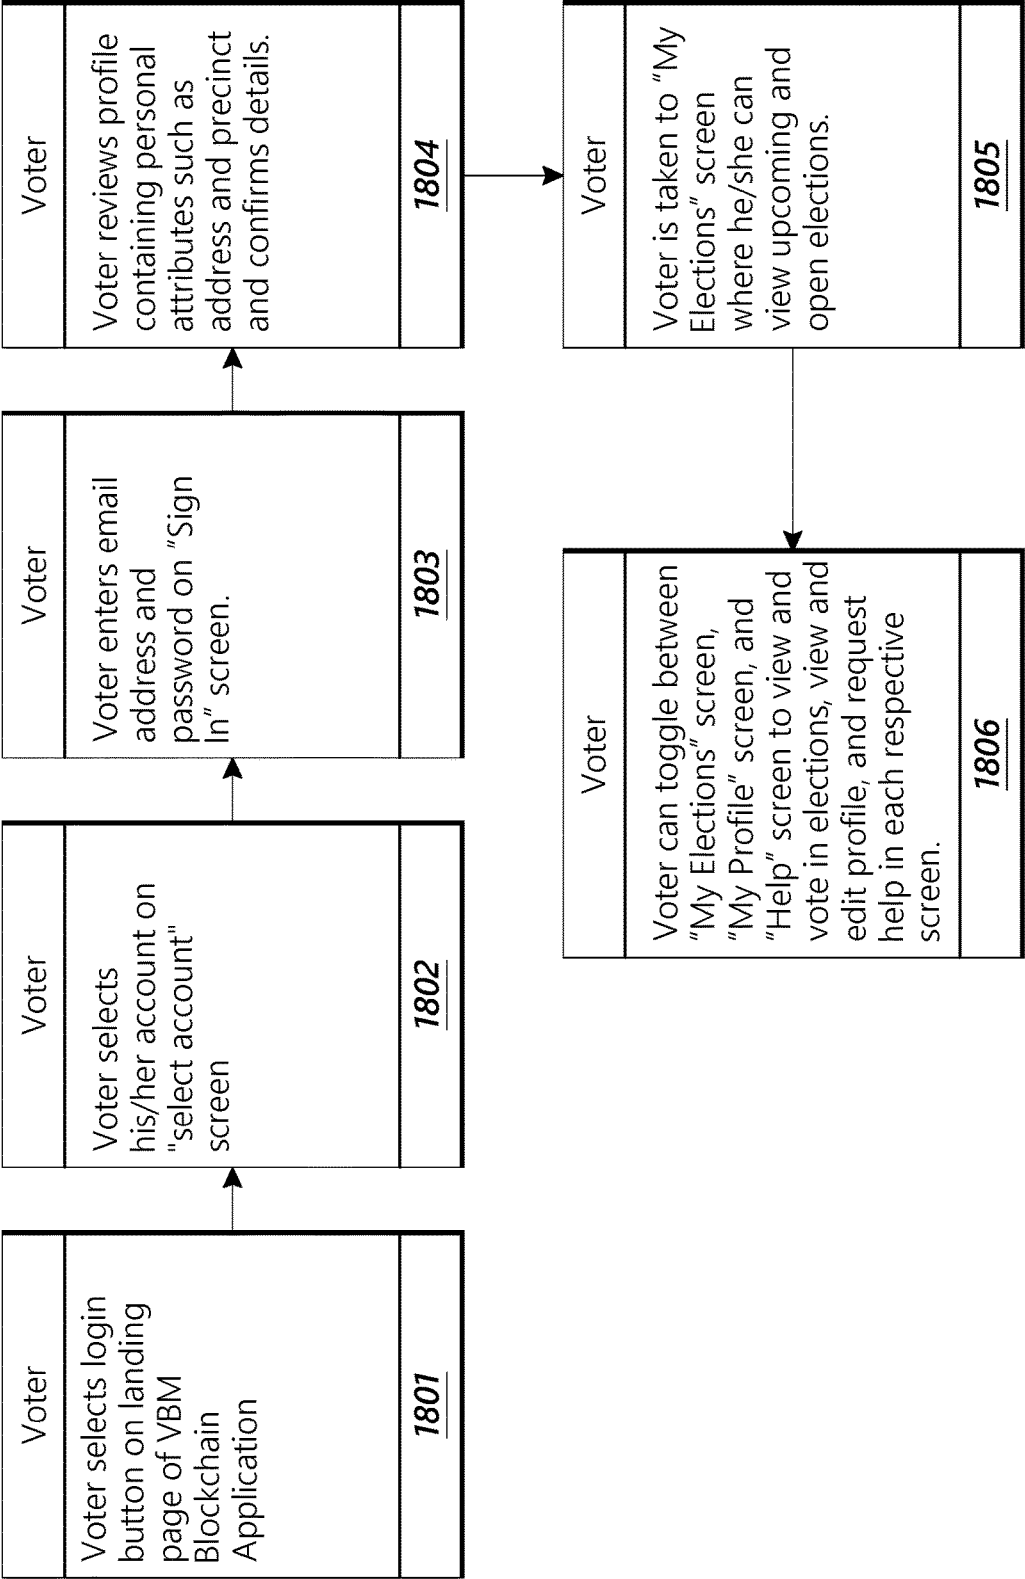 Voter
Voter selects login
button on landing
page of VBM
Blockchain
Application
1801
Voter
Voter selects
his/her account on
"select account"
screen
1802
Voter
Voter enters email
address and
password on “Sign
In” screen.
1803
Voter
Voter reviews profile
containing personal
attributes such as
address and precinct
and confirms details.
1804
Voter
Voter is taken to “My
Elections” screen
where he/she can
view upcoming and
open elections.
1805
Voter
Voter can toggle between
“My Elections” screen,
“My Profile” screen, and
“Help” screen to view and
vote in elections, view and
edit profile, and request
help in each respective
screen.
1806